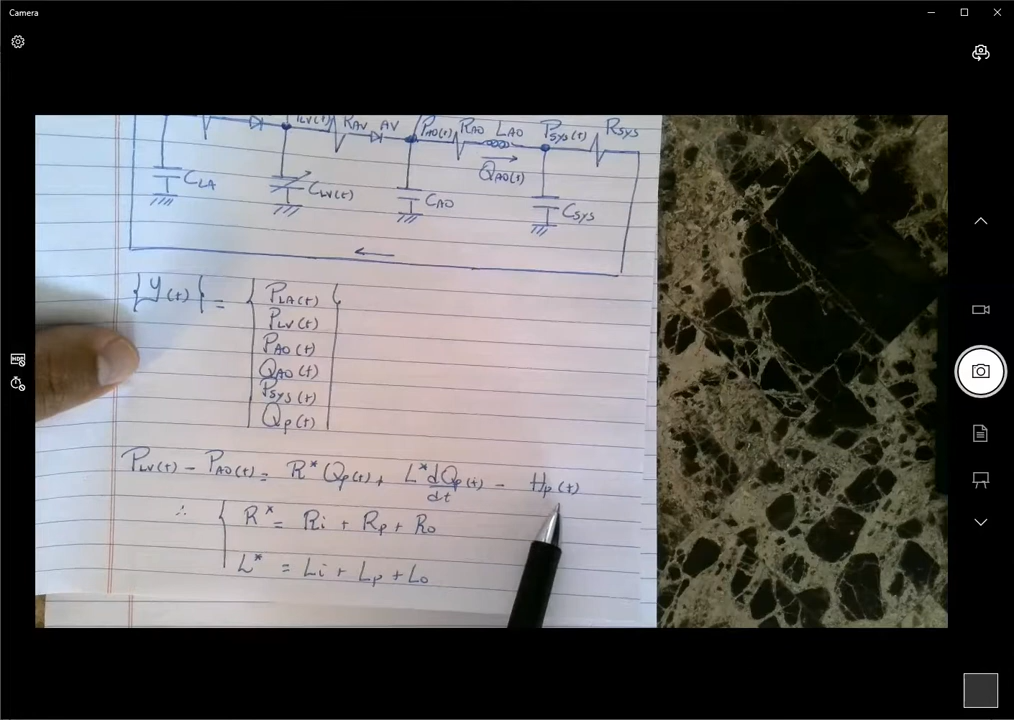 Camera
PLV(t) RAV AV PAO(t) RAO LAO PSYS(t) RSYS
QAO(t)
CLA CLV(t) CAO CSYS
{Y(t)} = { PLA(t)
PLV(t)
PAO(t)
QAO(t)
PSYS(t)
Qp(t) }
PLV(t) - PAO(t) = R* Qp(t) + L* dQp(t)/dt - Hp(t)
∴ { R* = Ri + Rp + Ro
L* = Li + Lp + Lo